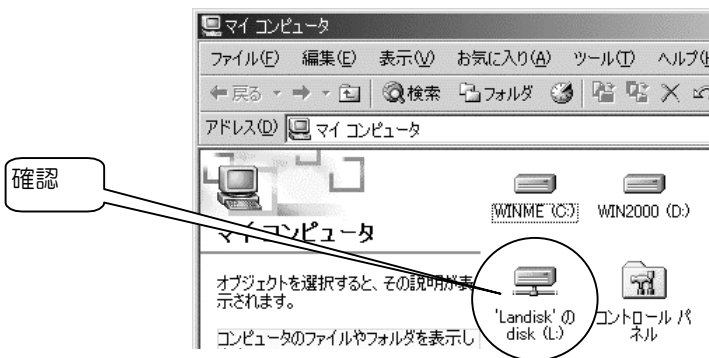 マイ コンピュータ
ファイル(F) 編集(E) 表示(V) お気に入り(A) ツール(T) ヘルプ(H
戻る 検索 フォルダ
アドレス(D) マイ コンピュータ
確認
WINME (C:) WIN2000 (D:)
マイ コンピュータ
オブジェクトを選択すると、その説明が表
示されます。
'Landisk' の
disk (L:)
コントロール パ
ネル
コンピュータのファイルやフォルダを表示し